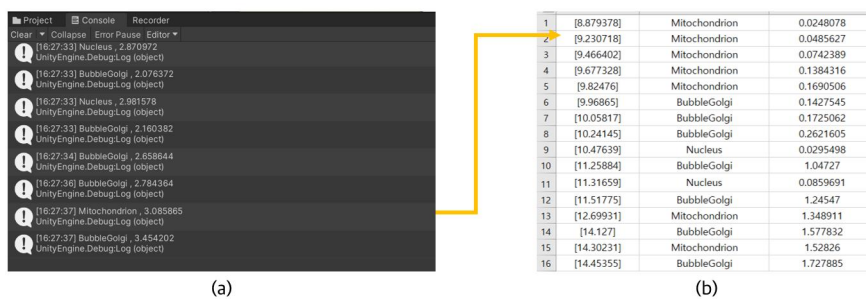 Project Console Recorder
Clear Collapse Error Pause Editor
[16:27:33] Nucleus , 2.870972
UnityEngine.Debug:Log (object)
[16:27:33] BubbleGolgi , 2.076372
UnityEngine.Debug:Log (object)
[16:27:33] Nucleus , 2.981578
UnityEngine.Debug:Log (object)
[16:27:33] BubbleGolgi , 2.160382
UnityEngine.Debug:Log (object)
[16:27:34] BubbleGolgi , 2.658644
UnityEngine.Debug:Log (object)
[16:27:36] BubbleGolgi , 2.784364
UnityEngine.Debug:Log (object)
[16:27:37] Mitochondrion , 3.085865
UnityEngine.Debug:Log (object)
[16:27:37] BubbleGolgi , 3.454202
UnityEngine.Debug:Log (object)
(a)
1 [8.879378] Mitochondrion 0.0248078
2 [9.230718] Mitochondrion 0.0485627
3 [9.466402] Mitochondrion 0.0742389
4 [9.677328] Mitochondrion 0.1384316
5 [9.82476] Mitochondrion 0.1690506
6 [9.96865] BubbleGolgi 0.1427545
7 [10.05817] BubbleGolgi 0.1725062
8 [10.24145] BubbleGolgi 0.2621605
9 [10.47639] Nucleus 0.0295498
10 [11.25884] BubbleGolgi 1.04727
11 [11.31659] Nucleus 0.0859691
12 [11.51775] BubbleGolgi 1.24547
13 [12.69931] Mitochondrion 1.348911
14 [14.127] BubbleGolgi 1.577832
15 [14.30231] Mitochondrion 1.52826
16 [14.45355] BubbleGolgi 1.727885
(b)